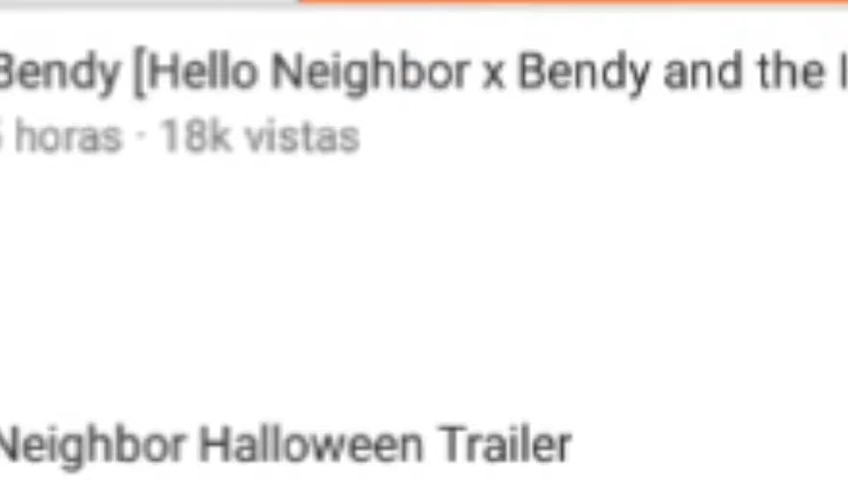 Bendy [Hello Neighbor x Bendy and the
horas · 18k vistas
Neighbor Halloween Trailer